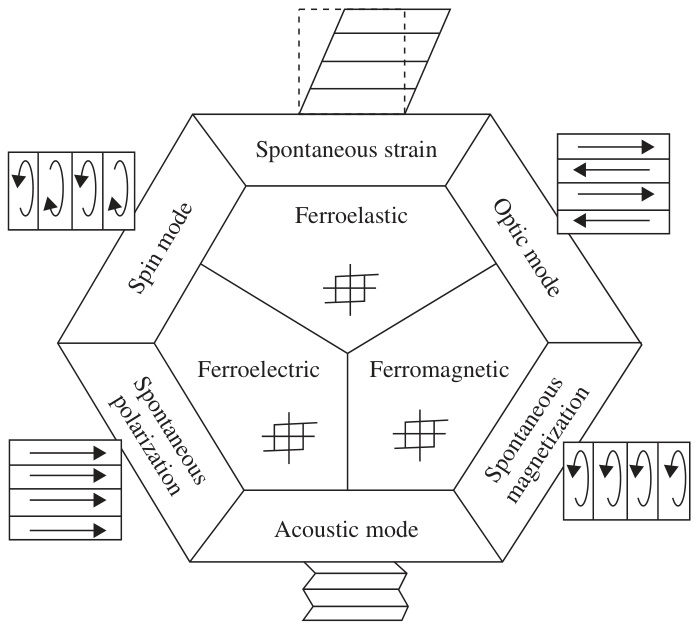 Spontaneous strain
Ferroelastic
Spin mode
Optic mode
Ferroelectric
Ferromagnetic
Spontaneous
polarization
Spontaneous
magnetization
Acoustic mode